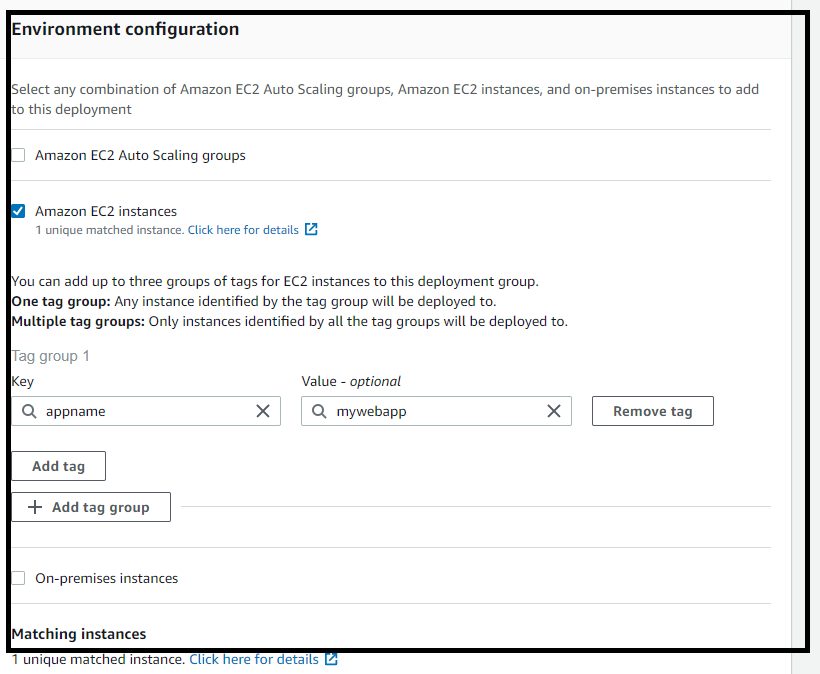 Environment configuration
Select any combination of Amazon EC2 Auto Scaling groups, Amazon EC2 instances, and on-premises instances to add
to this deployment
Amazon EC2 Auto Scaling groups
Amazon EC2 instances
1 unique matched instance. Click here for details
You can add up to three groups of tags for EC2 instances to this deployment group.
One tag group: Any instance identified by the tag group will be deployed to.
Multiple tag groups: Only instances identified by all the tag groups will be deployed to.
Tag group 1
Key Value - optional
appname mywebapp Remove tag
Add tag
Add tag group
On-premises instances
Matching instances
1 unique matched instance. Click here for details